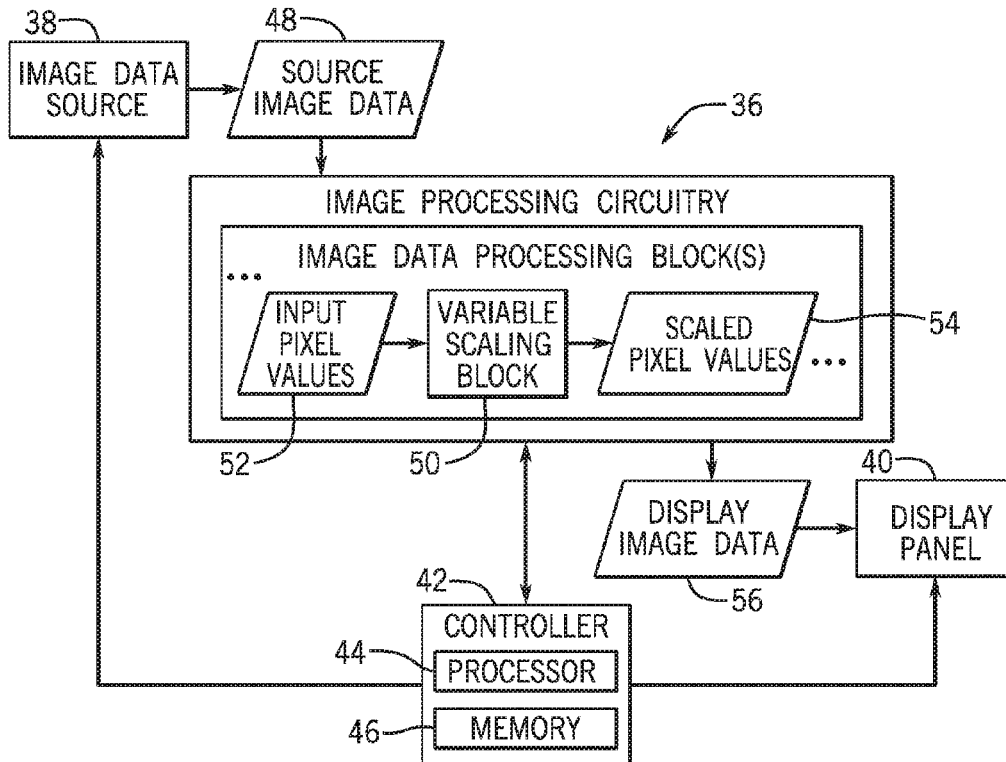 38
IMAGE DATA
SOURCE
48
SOURCE
IMAGE DATA
36
IMAGE PROCESSING CIRCUITRY
IMAGE DATA PROCESSING BLOCK(S)
...
INPUT
PIXEL
VALUES
VARIABLE
SCALING
BLOCK
SCALED
PIXEL VALUES
...
54
52
50
DISPLAY
IMAGE DATA
56
40
DISPLAY
PANEL
42
CONTROLLER
44
PROCESSOR
46
MEMORY